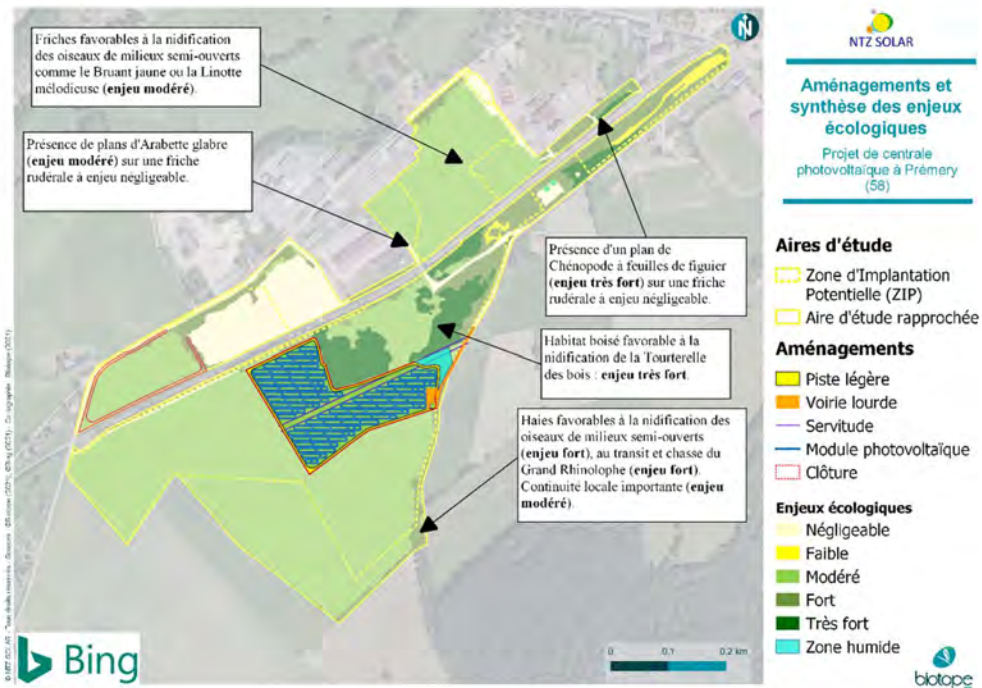 Friches favorables à la nidification
des oiseaux de milieux semi-ouverts
comme le Bruant jaune ou la Linotte
mélodieuse (enjeu modéré).
Présence de plans d'Arabette glabre
(enjeu modéré) sur une friche
rudérale à enjeu négligeable.
Présence d'un plan de
Chénopode à feuilles de figuier
(enjeu très fort) sur une friche
rudérale à enjeu négligeable.
Habitat boisé favorable à la
nidification de la Tourterelle
des bois : enjeu très fort.
Haies favorables à la nidification des
oiseaux de milieux semi-ouverts
(enjeu fort), au transit et chasse du
Grand Rhinolophe (enjeu fort).
Continuité locale importante (enjeu
modéré).
N
0 0.1 0.2 km
Bing
NTZ SOLAR
Aménagements et
synthèse des enjeux
écologiques
Projet de centrale
photovoltaïque à Prémery
(58)
Aires d'étude
Zone d'Implantation
Potentielle (ZIP)
Aire d'étude rapprochée
Aménagements
Piste légère
Voirie lourde
Servitude
Module photovoltaïque
Clôture
Enjeux écologiques
Négligeable
Faible
Modéré
Fort
Très fort
Zone humide
biotope